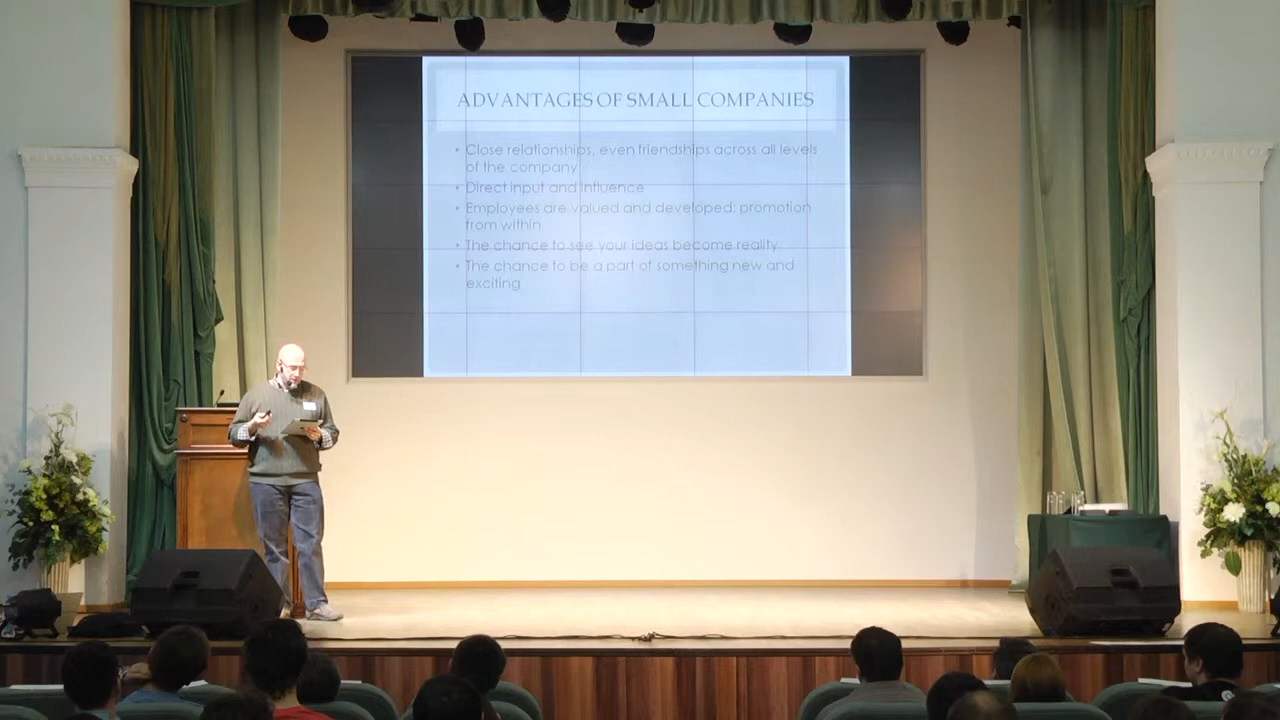 ADVANTAGES OF SMALL COMPANIES
• Close relationships, even friendships across all levels
of the company
• Direct input and influence
• Employees are valued and developed; promotion
from within
• The chance to see your ideas become reality
• The chance to be a part of something new and
exciting